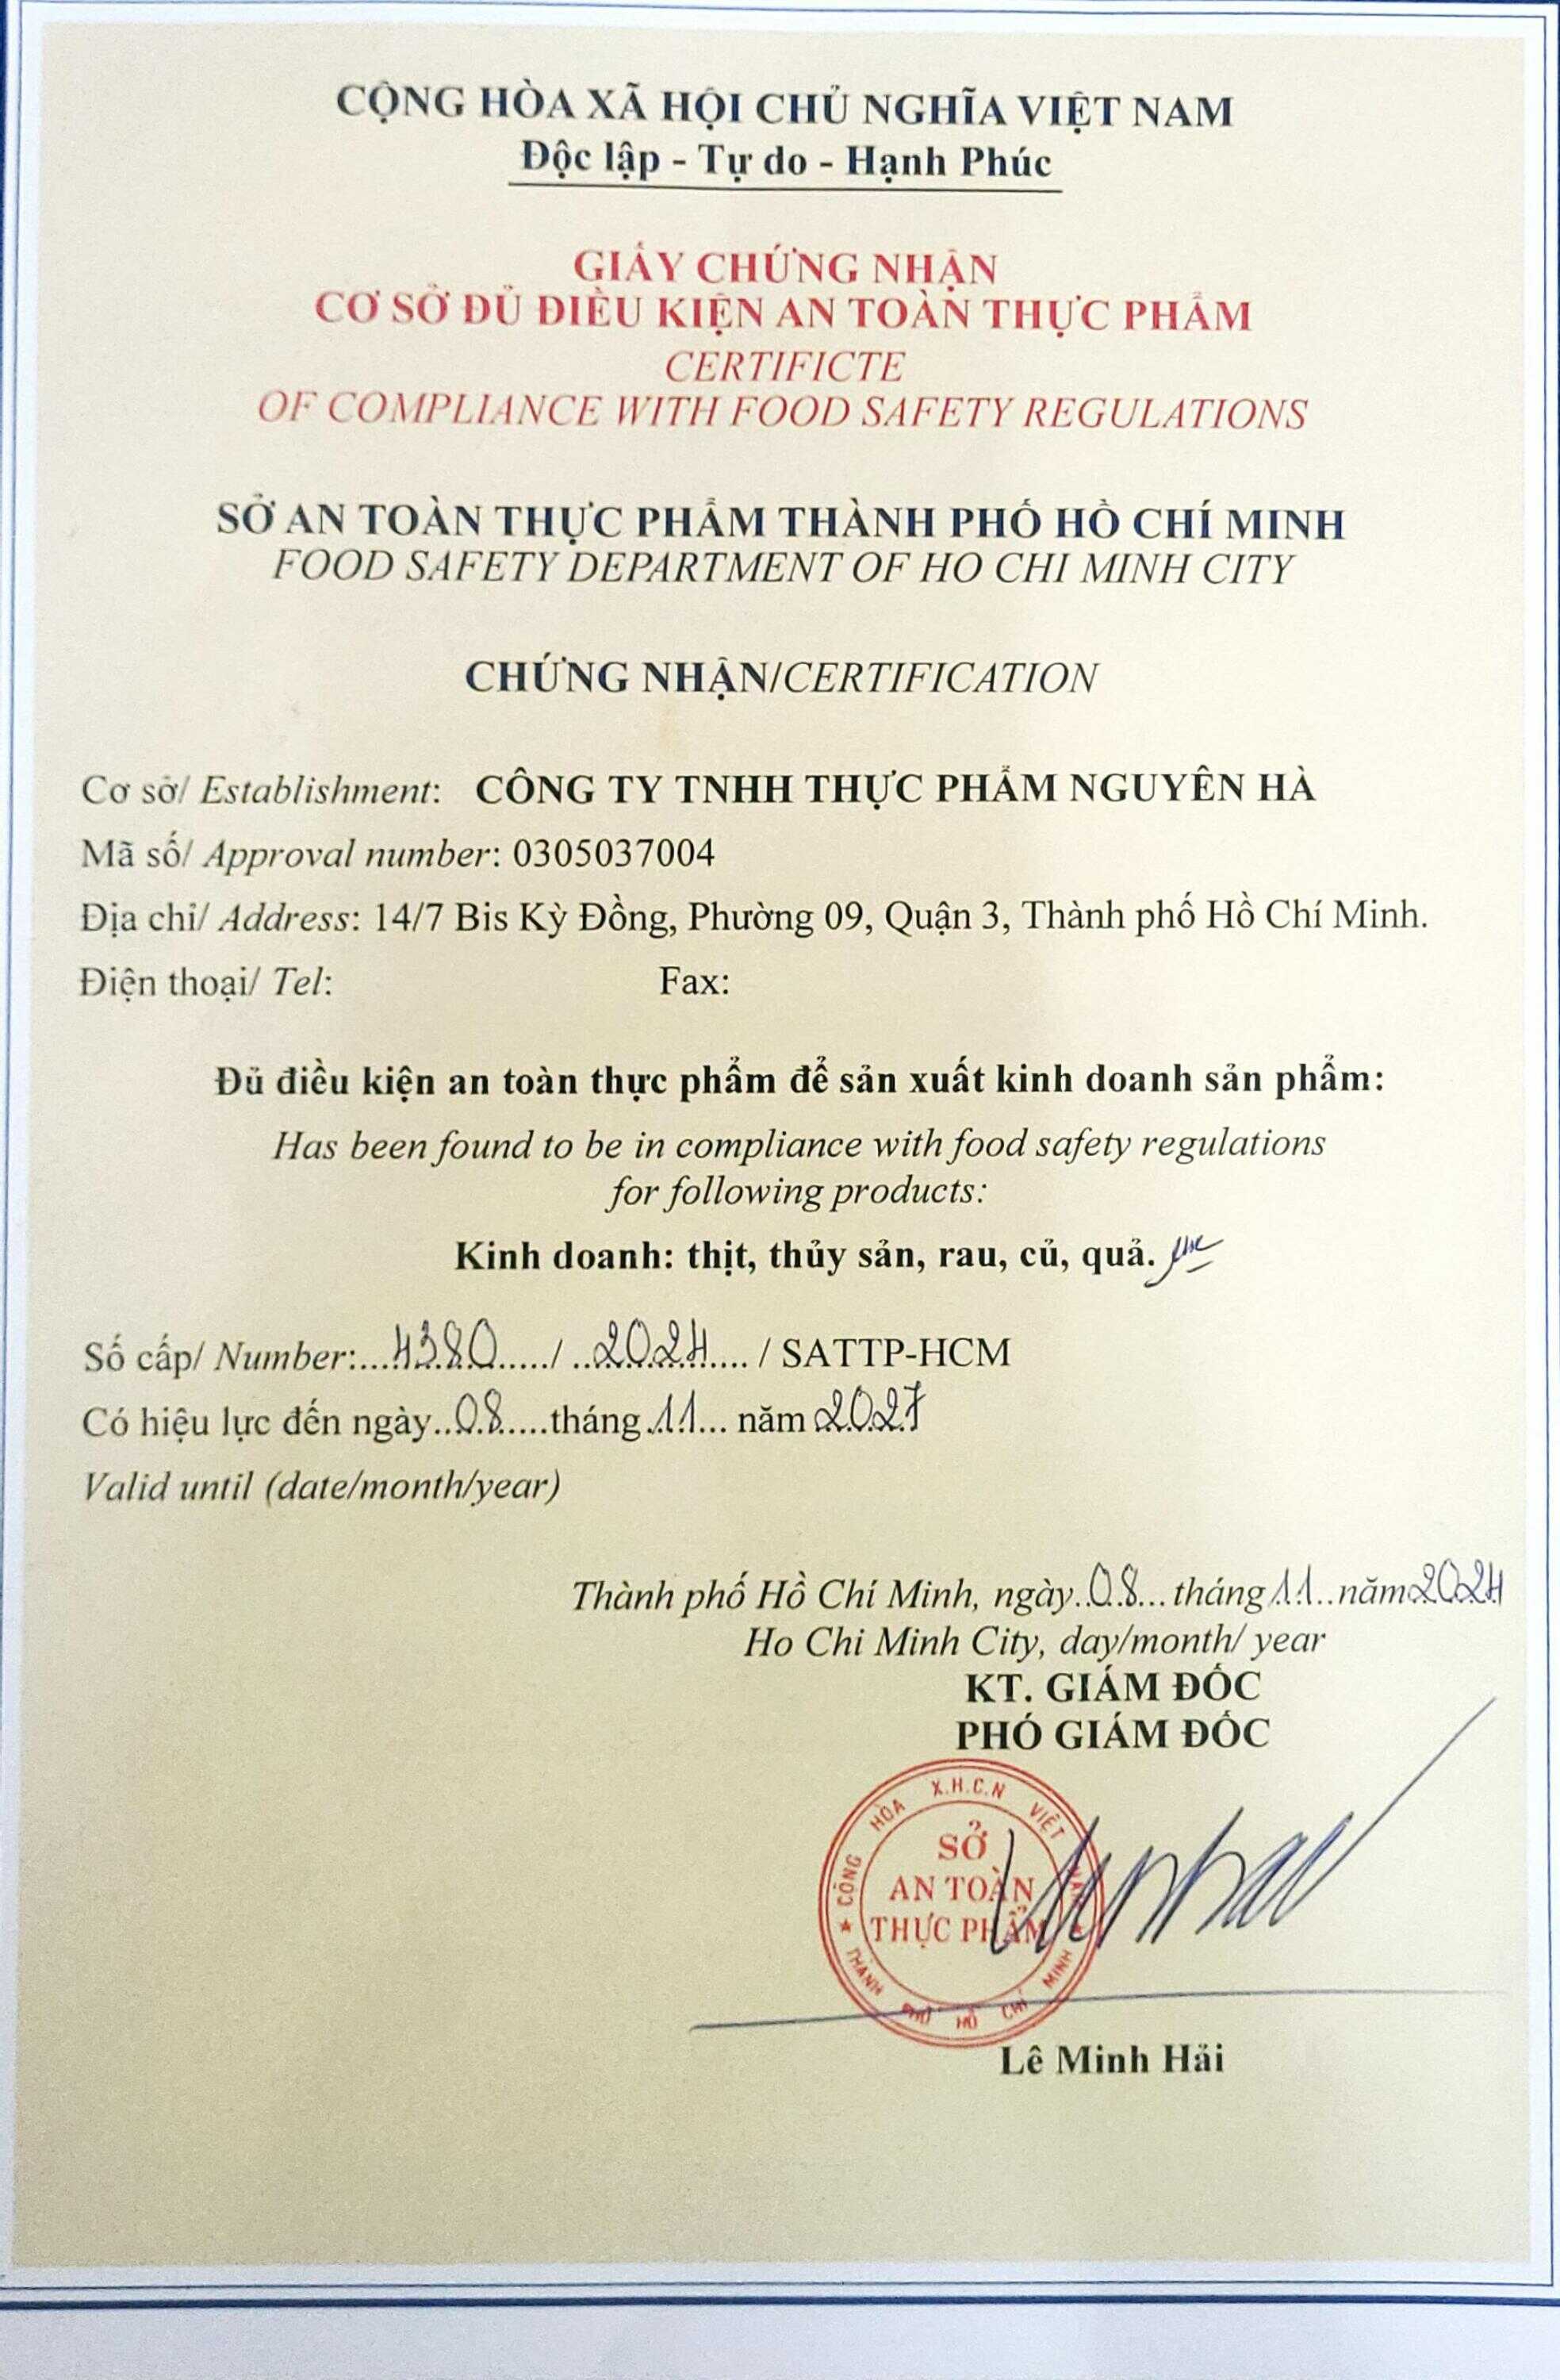 CỘNG HÒA XÃ HỘI CHỦ NGHĨA VIỆT NAM
Độc lập - Tự do - Hạnh Phúc
GIẤY CHỨNG NHẬN
CƠ SỞ ĐỦ ĐIỀU KIỆN AN TOÀN THỰC PHẨM
CERTIFICTE
OF COMPLIANCE WITH FOOD SAFETY REGULATIONS
SỞ AN TOÀN THỰC PHẨM THÀNH PHỐ HỒ CHÍ MINH
FOOD SAFETY DEPARTMENT OF HO CHI MINH CITY
CHỨNG NHẬN/CERTIFICATION
Cơ sở/ Establishment: CÔNG TY TNHH THỰC PHẨM NGUYÊN HÀ
Mã số/ Approval number: 0305037004
Địa chỉ/ Address: 14/7 Bis Kỳ Đồng, Phường 09, Quận 3, Thành phố Hồ Chí Minh.
Điện thoại/ Tel: Fax:
Đủ điều kiện an toàn thực phẩm để sản xuất kinh doanh sản phẩm:
Has been found to be in compliance with food safety regulations
for following products:
Kinh doanh: thịt, thủy sản, rau, củ, quả.
Số cấp/ Number:...4380...../ ..2024.... / SATTP-HCM
Có hiệu lực đến ngày..08.....tháng.11... năm 2027
Valid until (date/month/year)
Thành phố Hồ Chí Minh, ngày..08... tháng 11..năm2024
Ho Chi Minh City, day/month/ year
KT. GIÁM ĐỐC
PHÓ GIÁM ĐỐC
CỘNG HÒA X.H.C.N VIỆT NAM
SỞ
AN TOÀN
THỰC PHẨM
★ THÀNH PHỐ HỒ CHÍ MINH ★
Lê Minh Hải